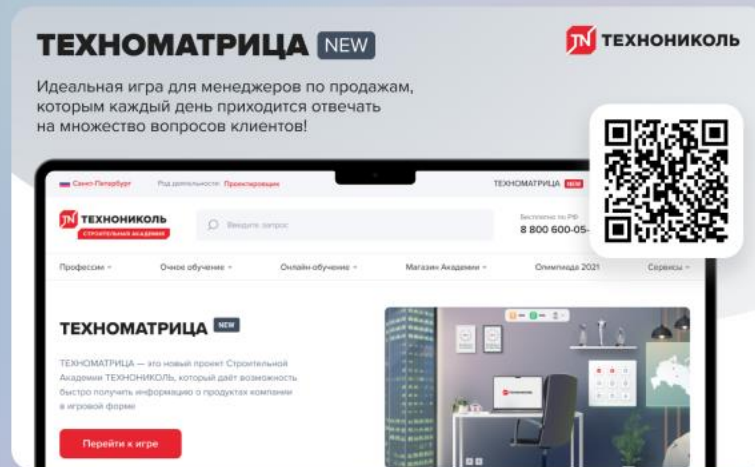 ТЕХНОМАТРИЦА NEW
ТЕХНОНИКОЛЬ
Идеальная игра для менеджеров по продажам,
которым каждый день приходится отвечать
на множество вопросов клиентов!
Санкт-Петербург Род деятельности: Проектировщик ТЕХНОМАТРИЦА NEW
ТЕХНОНИКОЛЬ
СТРОИТЕЛЬНАЯ АКАДЕМИЯ
Введите запрос
Бесплатно по РФ
8 800 600-05-
Профессии Очное обучение Онлайн-обучение Магазин Академии Олимпиада 2021 Сервисы
ТЕХНОМАТРИЦА NEW
ТЕХНОМАТРИЦА — это новый проект Строительной
Академии ТЕХНОНИКОЛЬ, который даёт возможность
быстро получить информацию о продуктах компании
в игровой форме
Перейти к игре